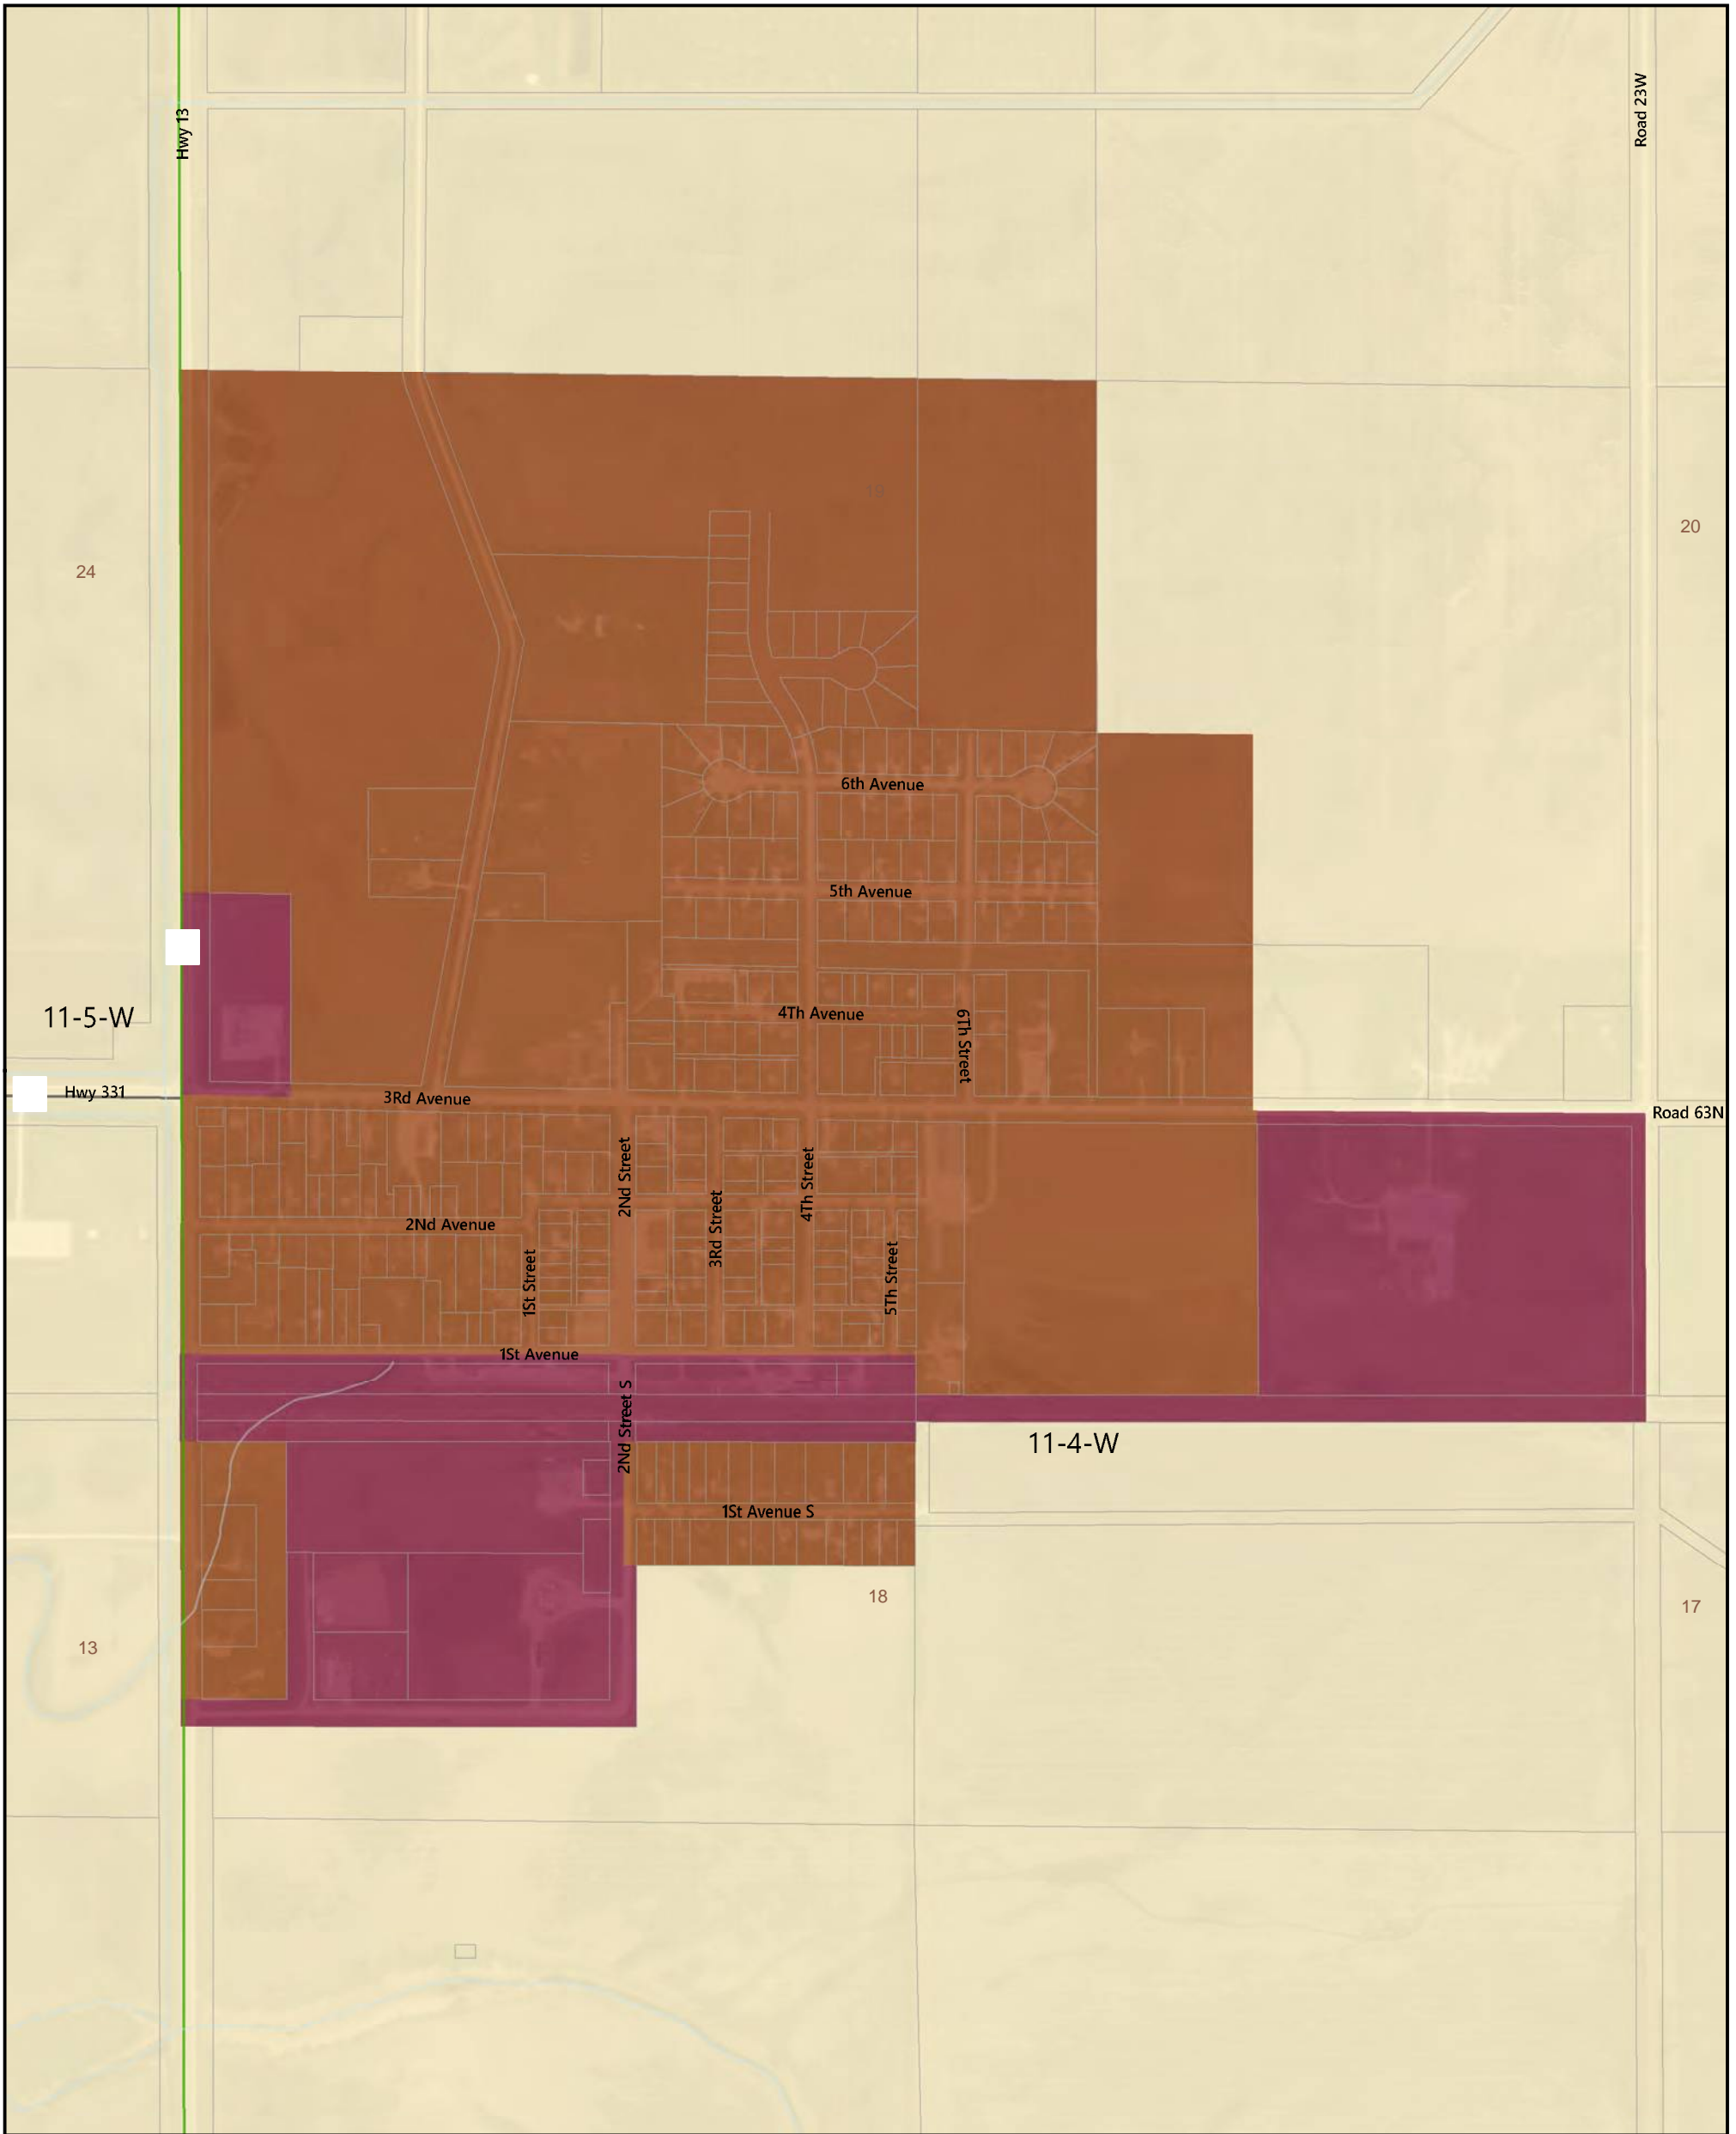 Hwy 13
Road 23W
19
20
24
6th Avenue
5th Avenue
4Th Avenue
6Th Street
11-5-W
Hwy 331
3Rd Avenue
Road 63N
2Nd Street
4Th Street
3Rd Street
2Nd Avenue
1St Street
5Th Street
1St Avenue
2Nd Street S
11-4-W
1St Avenue S
18
17
13